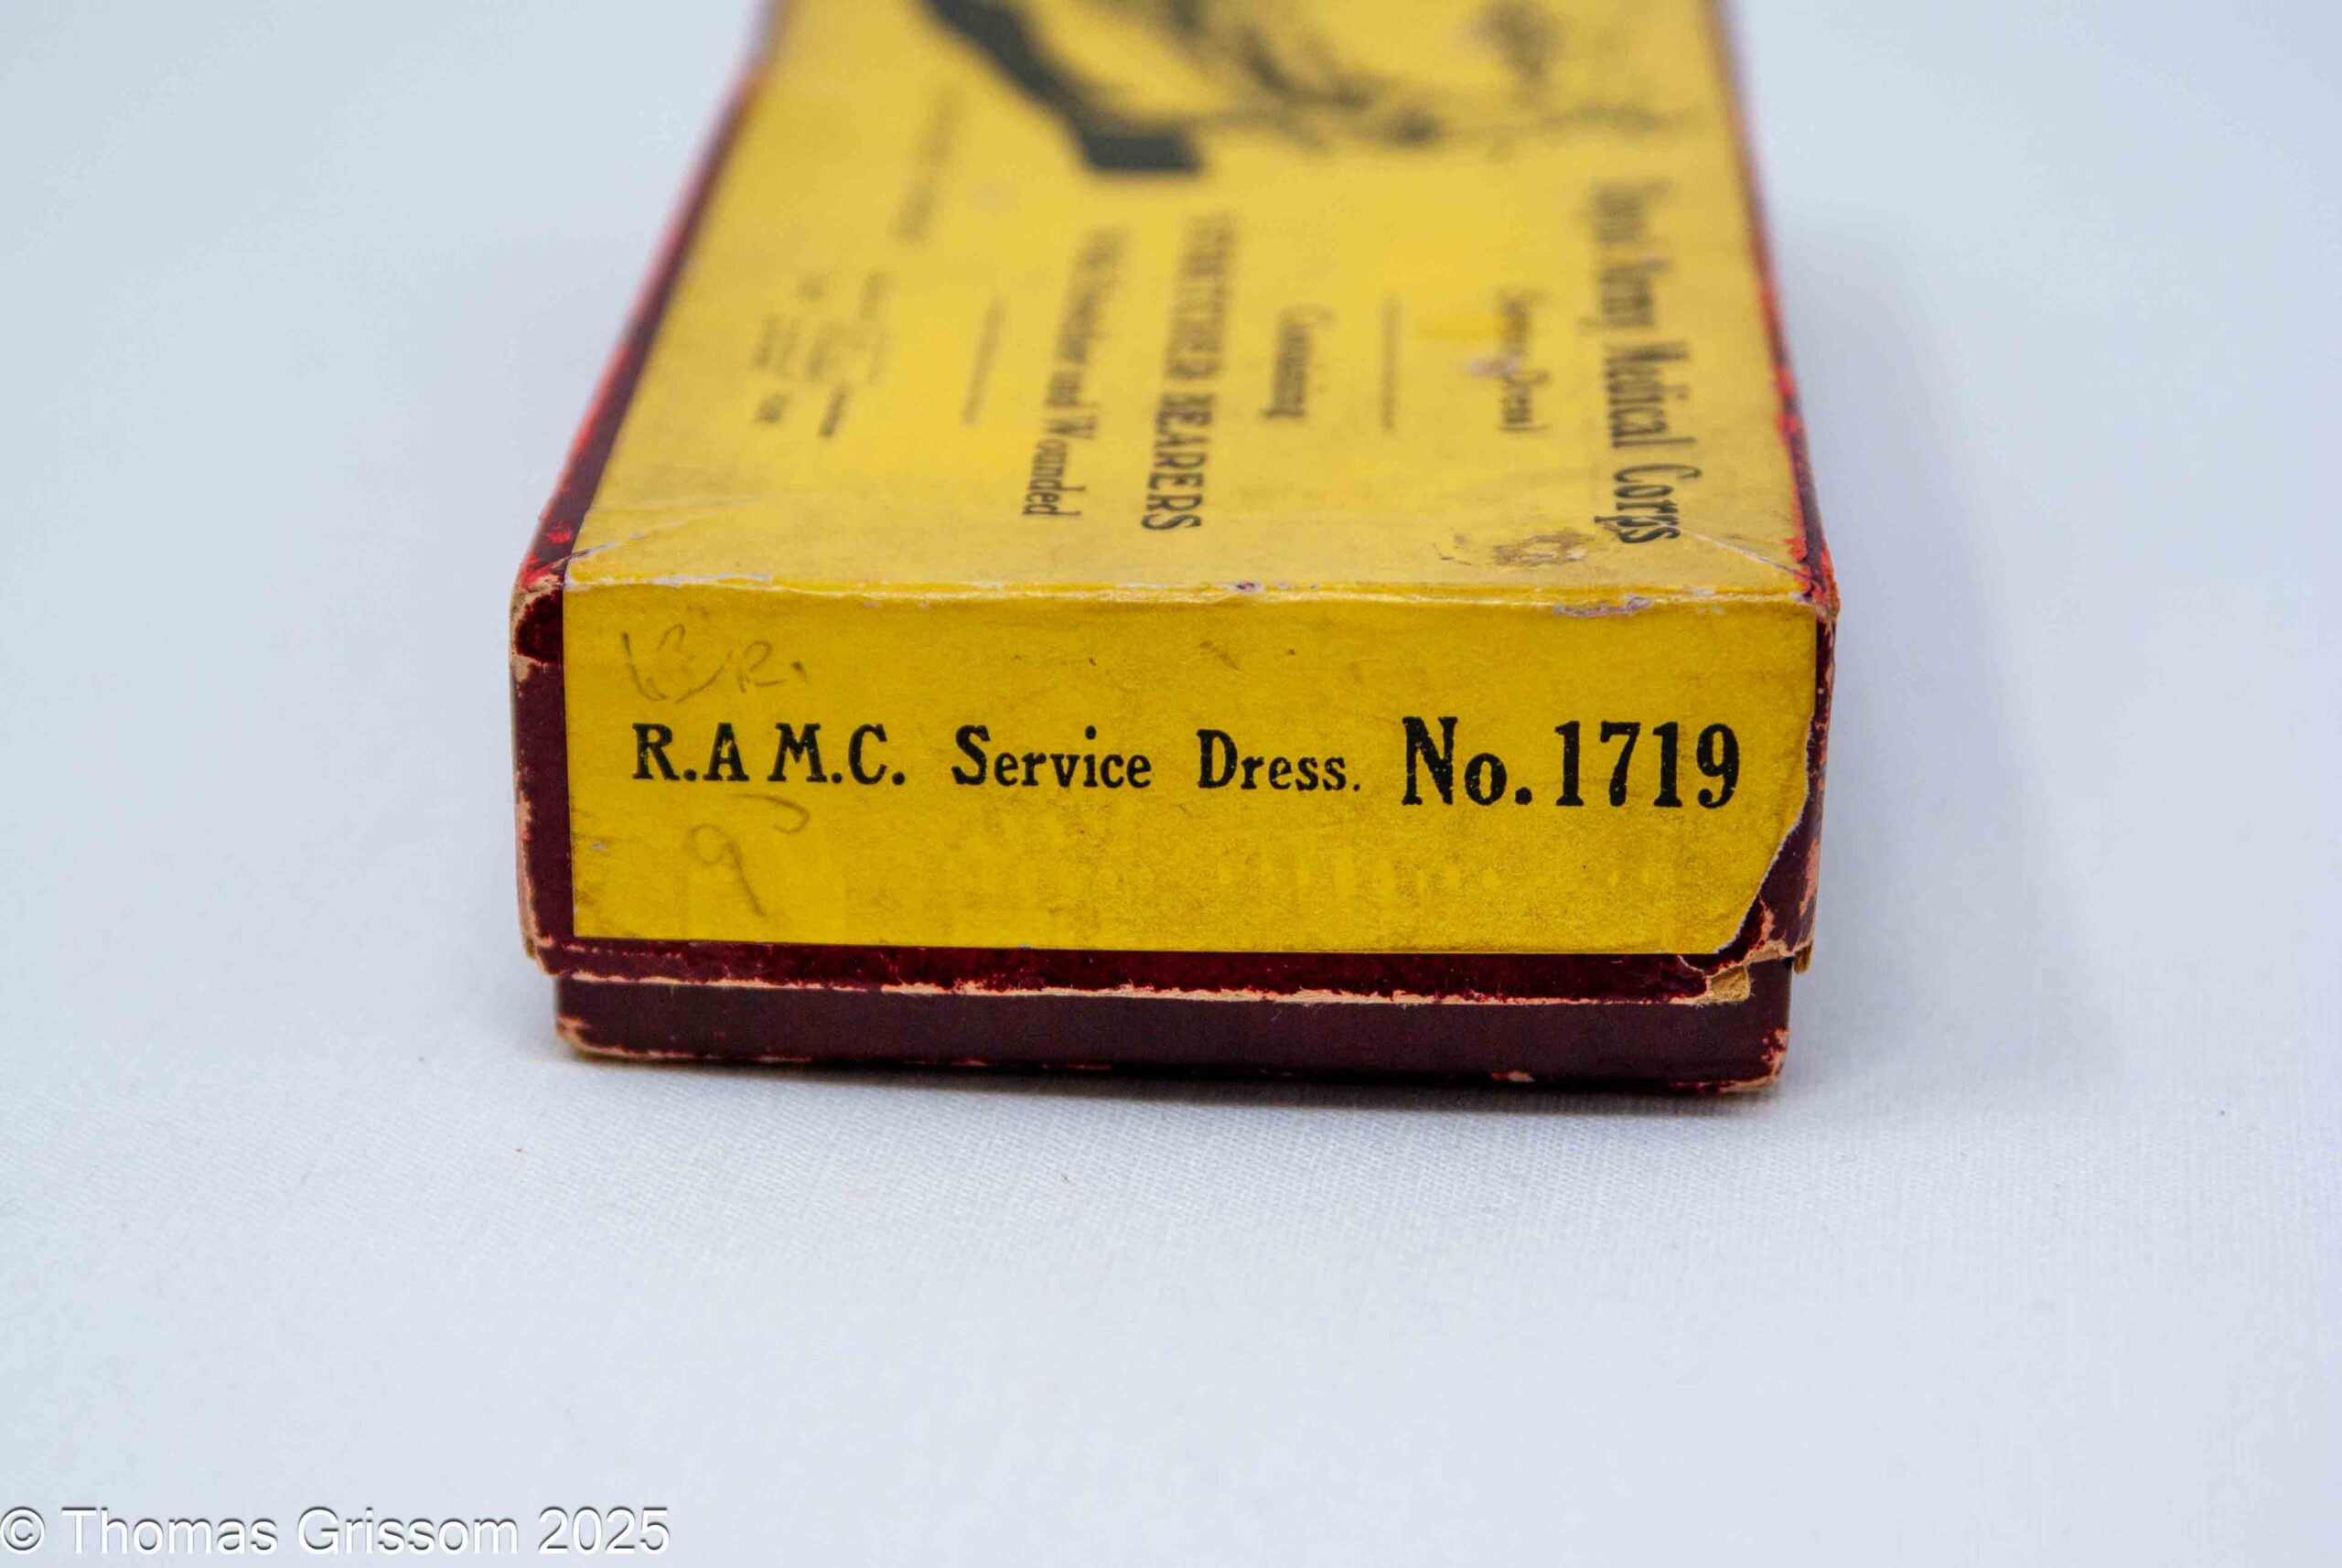 Royal Army Medical Corps
Service Dress
Containing
STRETCHER BEARERS
With Stretcher and Wounded
R.A M.C. Service Dress. No. 1719
9
© Thomas Grissom 2025